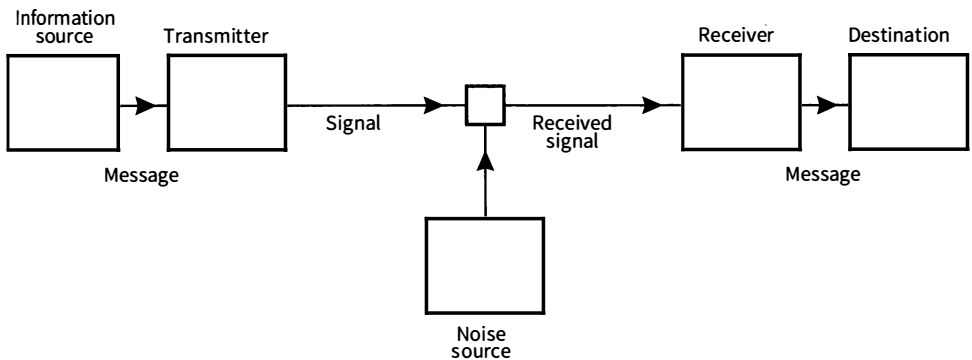 Information
source
Transmitter
Receiver
Destination
Signal
Received
signal
Message
Message
Noise
source